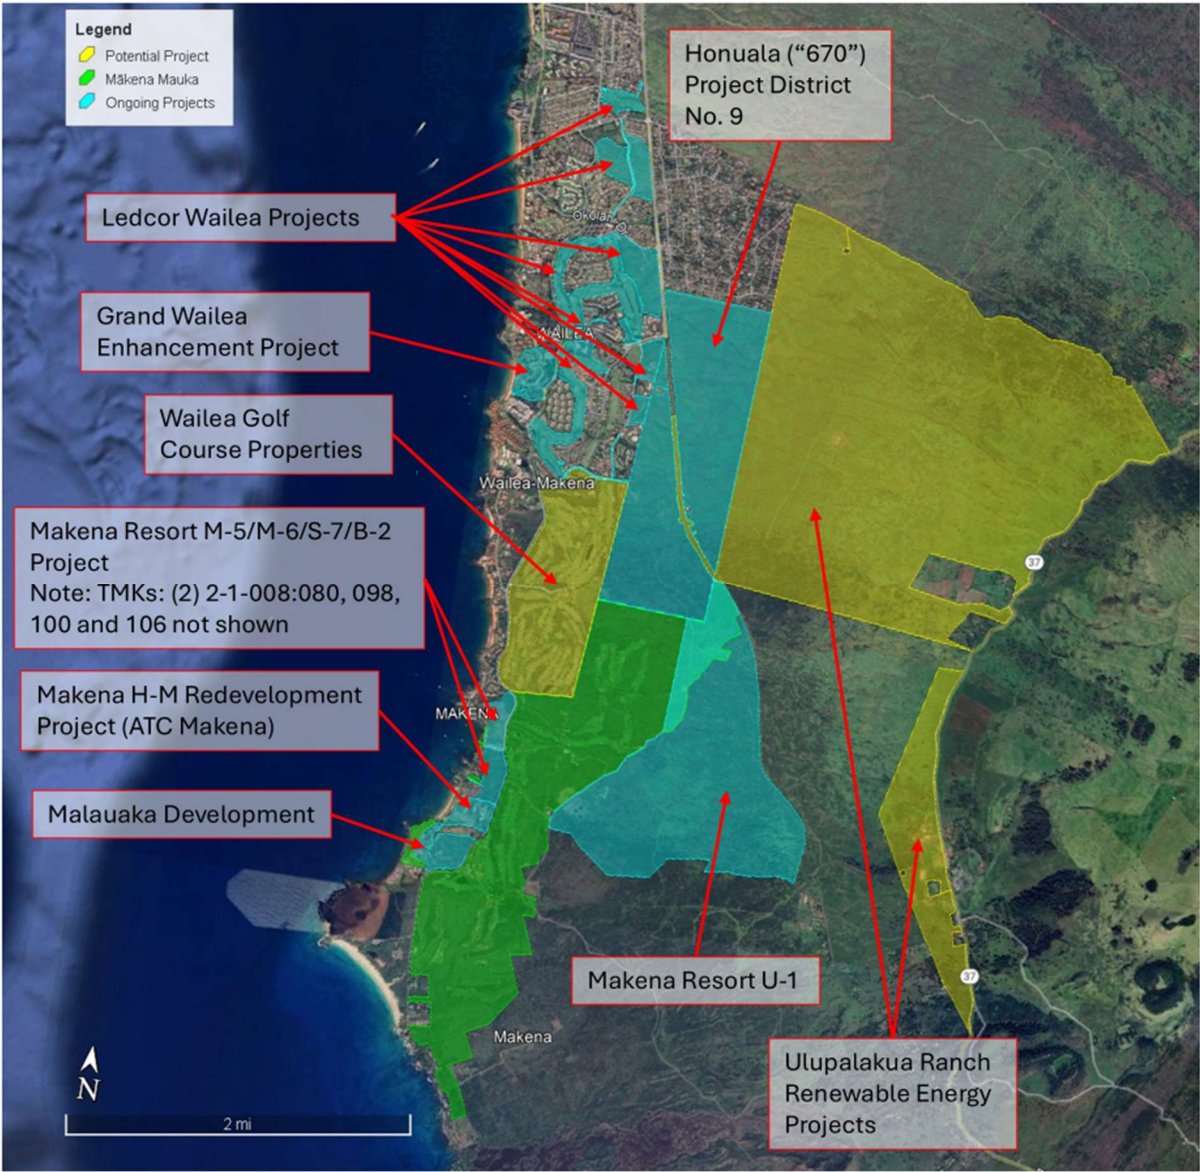 Legend
Potential Project
Mākena Mauka
Ongoing Projects
Honuala (“670”)
Project District
No. 9
Ledcor Wailea Projects
Grand Wailea
Enhancement Project
WAILEA
Wailea Golf
Course Properties
Wailea-Makena
Makena Resort M-5/M-6/S-7/B-2
Project
Note: TMKs: (2) 2-1-008:080, 098,
100 and 106 not shown
37
Makena H-M Redevelopment
Project (ATC Makena)
MAKENA
Malauaka Development
Makena Resort U-1
37
Makena
Ulupalakua Ranch
Renewable Energy
Projects
N
2 mi